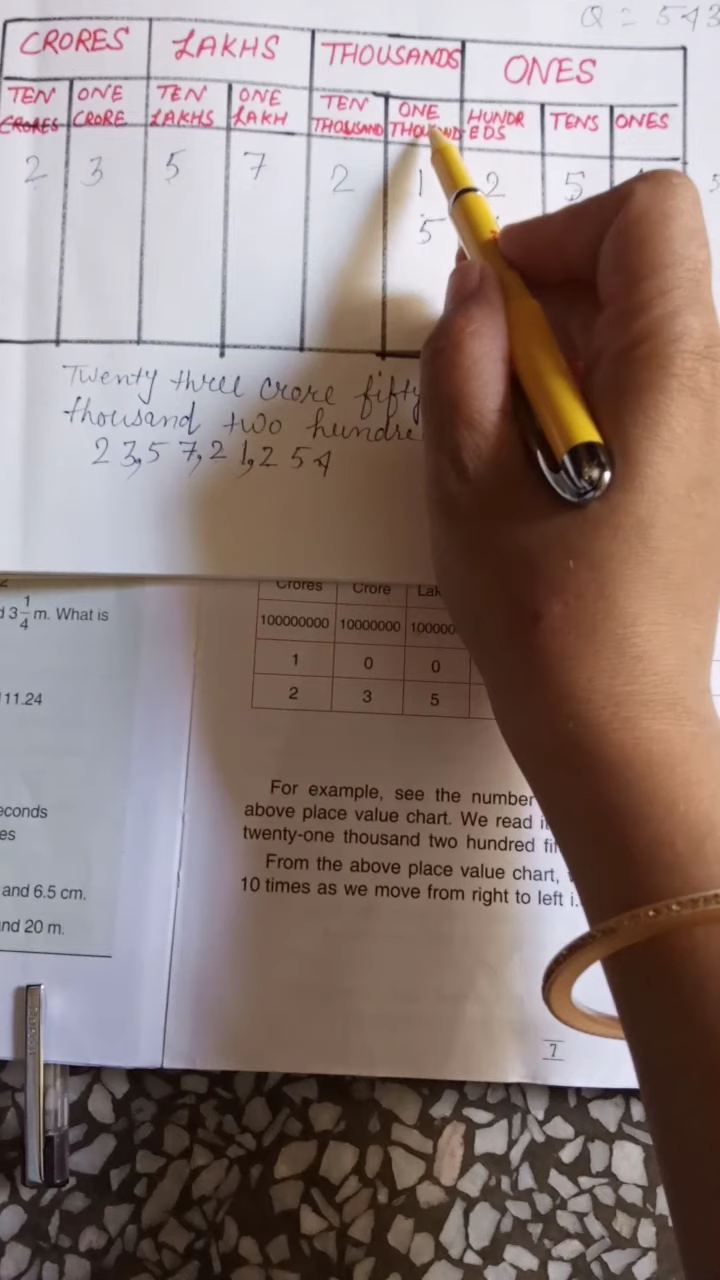 Q = 543
CRORES LAKHS THOUSANDS ONES
TEN CRORES ONE CRORE TEN LAKHS ONE LAKH TEN THOUSAND ONE THOUSAND HUNDREDS TENS ONES
2 3 5 7 2 1 2 5
5
Twenty three crore fifty
thousand two hundre
23,57,21,254
Crores Crore Lak
100000000 10000000 100000
1 0 0
2 3 5
3 1/4 m. What is
11.24
econds
es
and 6.5 cm.
nd 20 m.
For example, see the number
above place value chart. We read i
twenty-one thousand two hundred fif
From the above place value chart,
10 times as we move from right to left i.
7